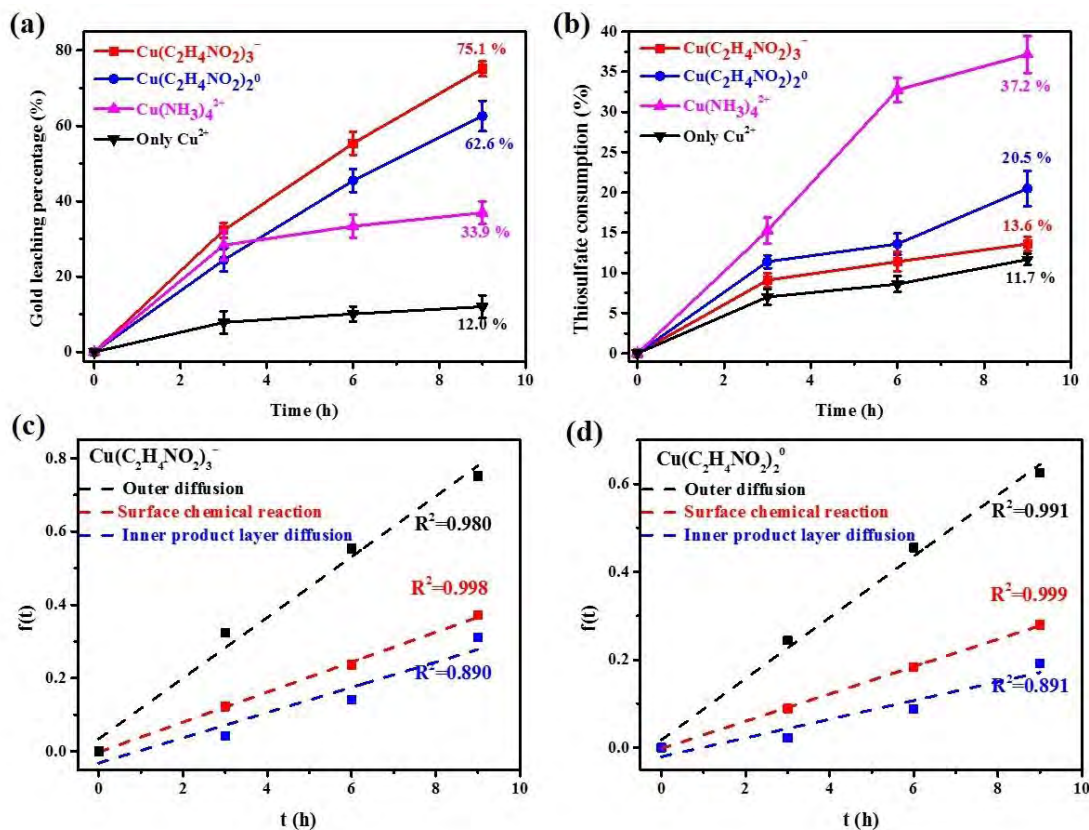 (a)
Gold leaching percentage (%)
80
60
40
20
0
Cu(C₂H₄NO₂)₃⁻
Cu(C₂H₄NO₂)₂⁰
Cu(NH₃)₄²⁺
Only Cu²⁺
75.1 %
62.6 %
33.9 %
12.0 %
0 2 4 6 8 10
Time (h)
(b)
Thiosulfate consumption (%)
40
35
30
25
20
15
10
5
0
Cu(C₂H₄NO₂)₃⁻
Cu(C₂H₄NO₂)₂⁰
Cu(NH₃)₄²⁺
Only Cu²⁺
37.2 %
20.5 %
13.6 %
11.7 %
0 2 4 6 8 10
Time (h)
(c)
f(t)
0.8
0.6
0.4
0.2
0.0
Cu(C₂H₄NO₂)₃⁻
Outer diffusion
Surface chemical reaction
Inner product layer diffusion
R²=0.980
R²=0.998
R²=0.890
0 2 4 6 8 10
t (h)
(d)
f(t)
0.6
0.4
0.2
0.0
Cu(C₂H₄NO₂)₂⁰
Outer diffusion
Surface chemical reaction
Inner product layer diffusion
R²=0.991
R²=0.999
R²=0.891
0 2 4 6 8 10
t (h)